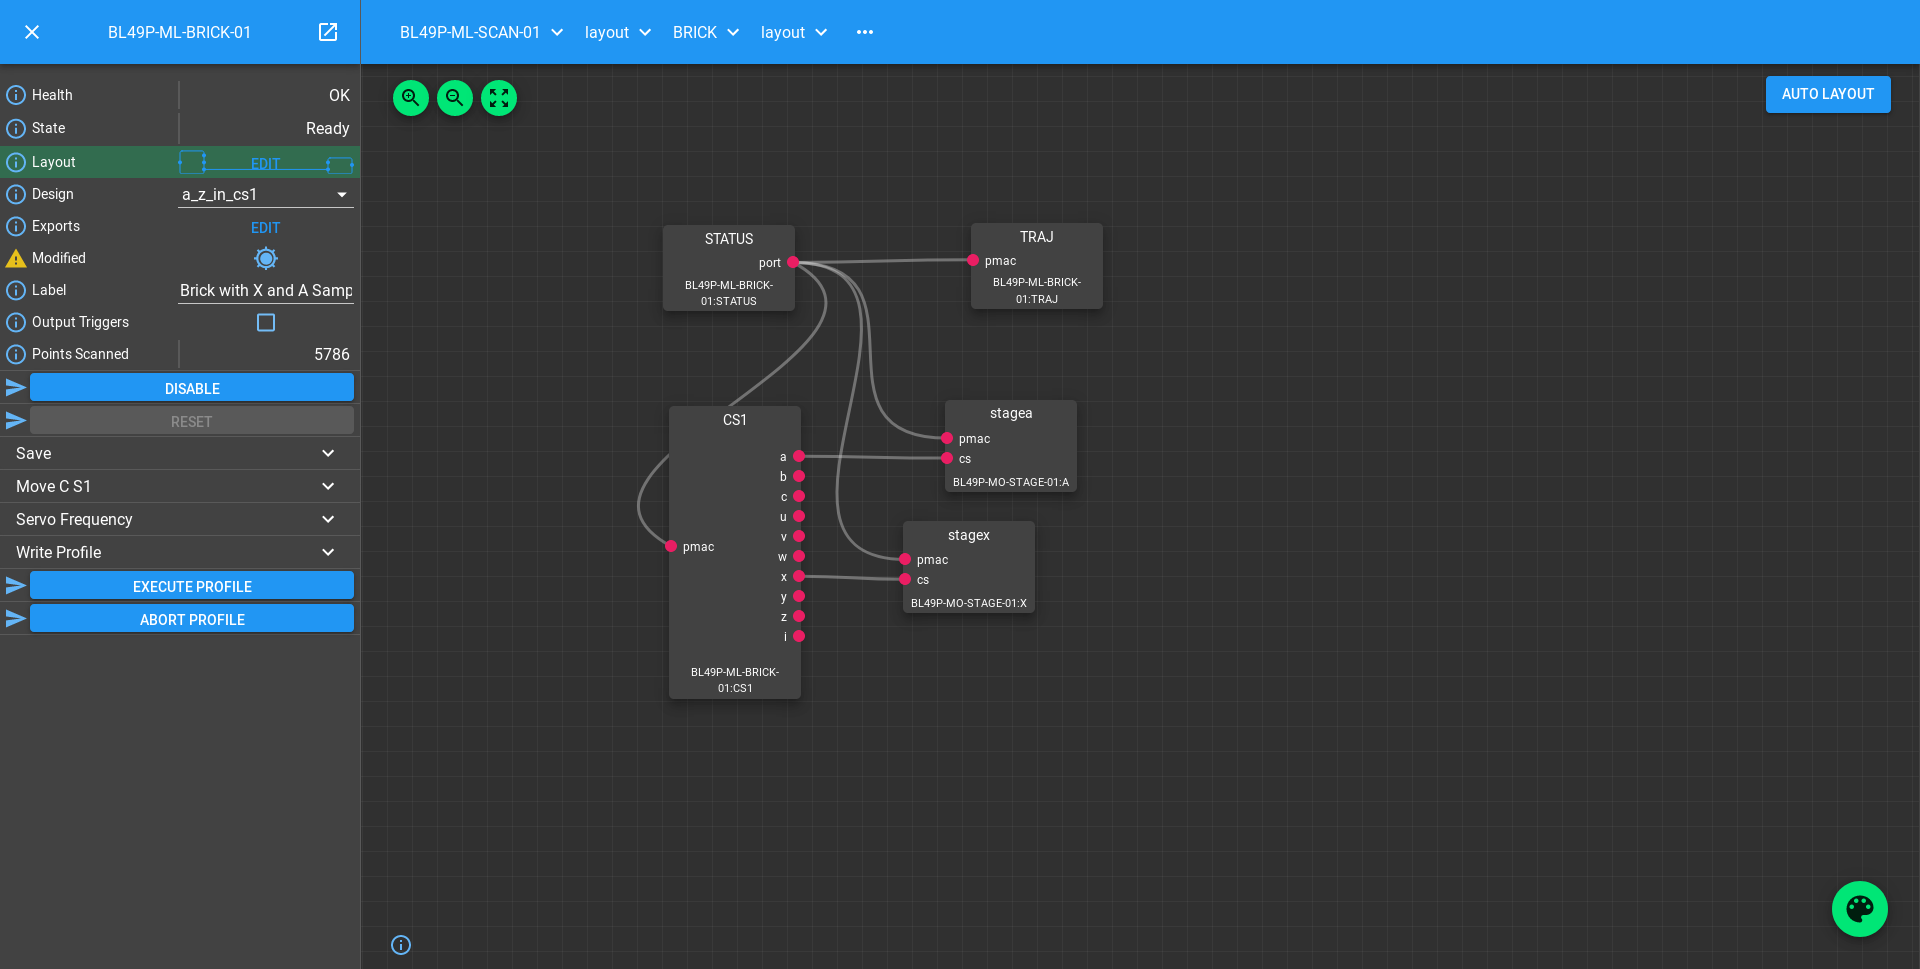 BL49P-ML-BRICK-01
BL49P-ML-SCAN-01 layout BRICK layout
Health OK
State Ready
Layout EDIT
Design a_z_in_cs1
Exports EDIT
Modified
Label Brick with X and A Samp
Output Triggers
Points Scanned 5786
DISABLE
RESET
Save
Move C S1
Servo Frequency
Write Profile
EXECUTE PROFILE
ABORT PROFILE
AUTO LAYOUT
STATUS
port
BL49P-ML-BRICK-
01:STATUS
TRAJ
pmac
BL49P-ML-BRICK-
01:TRAJ
CS1
a
b
c
u
v
w
x
y
z
i
pmac
BL49P-ML-BRICK-
01:CS1
stagea
pmac
cs
BL49P-MO-STAGE-01:A
stagex
pmac
cs
BL49P-MO-STAGE-01:X